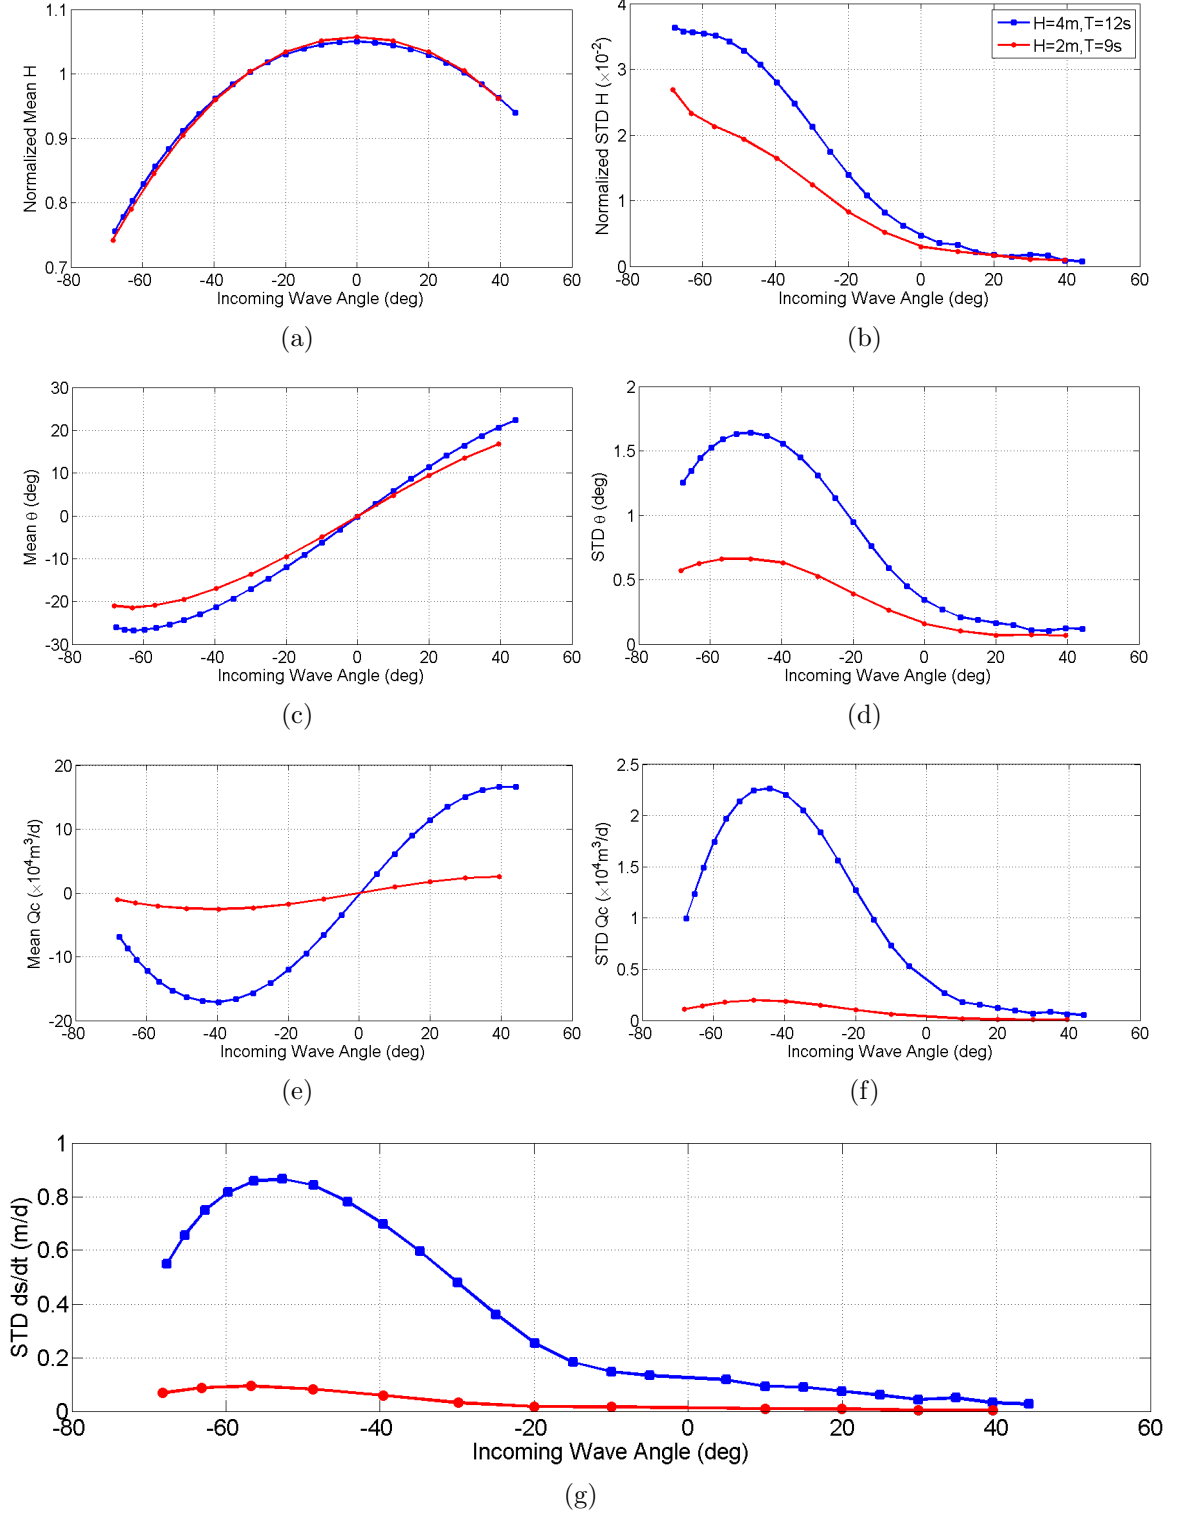 1.1
1
0.9
0.8
0.7
-80 -60 -40 -20 0 20 40 60
Normalized Mean H
Incoming Wave Angle (deg)
(a)
4
3
2
1
0
-80 -60 -40 -20 0 20 40 60
Normalized STD H (×10-2)
Incoming Wave Angle (deg)
H=4m,T=12s
H=2m,T=9s
(b)
30
20
10
0
-10
-20
-30
-80 -60 -40 -20 0 20 40 60
Mean θ (deg)
Incoming Wave Angle (deg)
(c)
2
1.5
1
0.5
0
-80 -60 -40 -20 0 20 40 60
STD θ (deg)
Incoming Wave Angle (deg)
(d)
20
10
0
-10
-20
-80 -60 -40 -20 0 20 40 60
Mean Qc (×10⁴m³/d)
Incoming Wave Angle (deg)
(e)
2.5
2
1.5
1
0.5
0
-80 -60 -40 -20 0 20 40 60
STD Qc (×10⁴m³/d)
Incoming Wave Angle (deg)
(f)
1
0.8
0.6
0.4
0.2
0
-80 -60 -40 -20 0 20 40 60
STD ds/dt (m/d)
Incoming Wave Angle (deg)
(g)